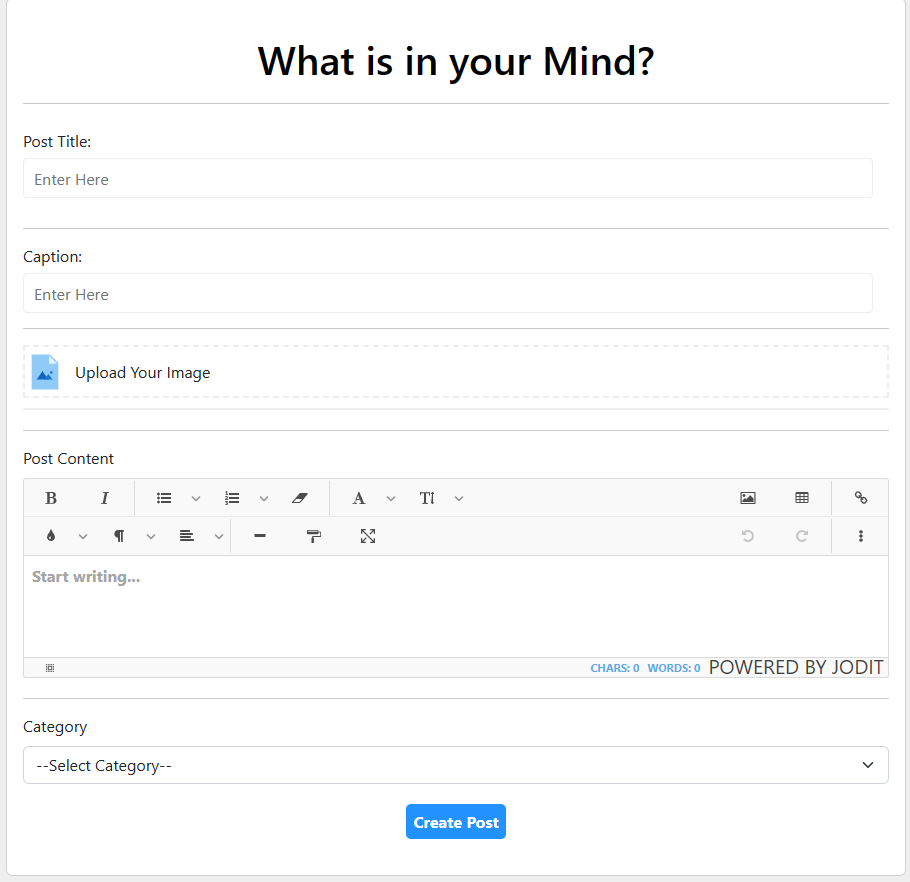 What is in your Mind?
Post Title:
Enter Here
Caption:
Enter Here
Upload Your Image
Post Content
B I A TI
Start writing...
CHARS: 0 WORDS: 0 POWERED BY JODIT
Category
--Select Category--
Create Post